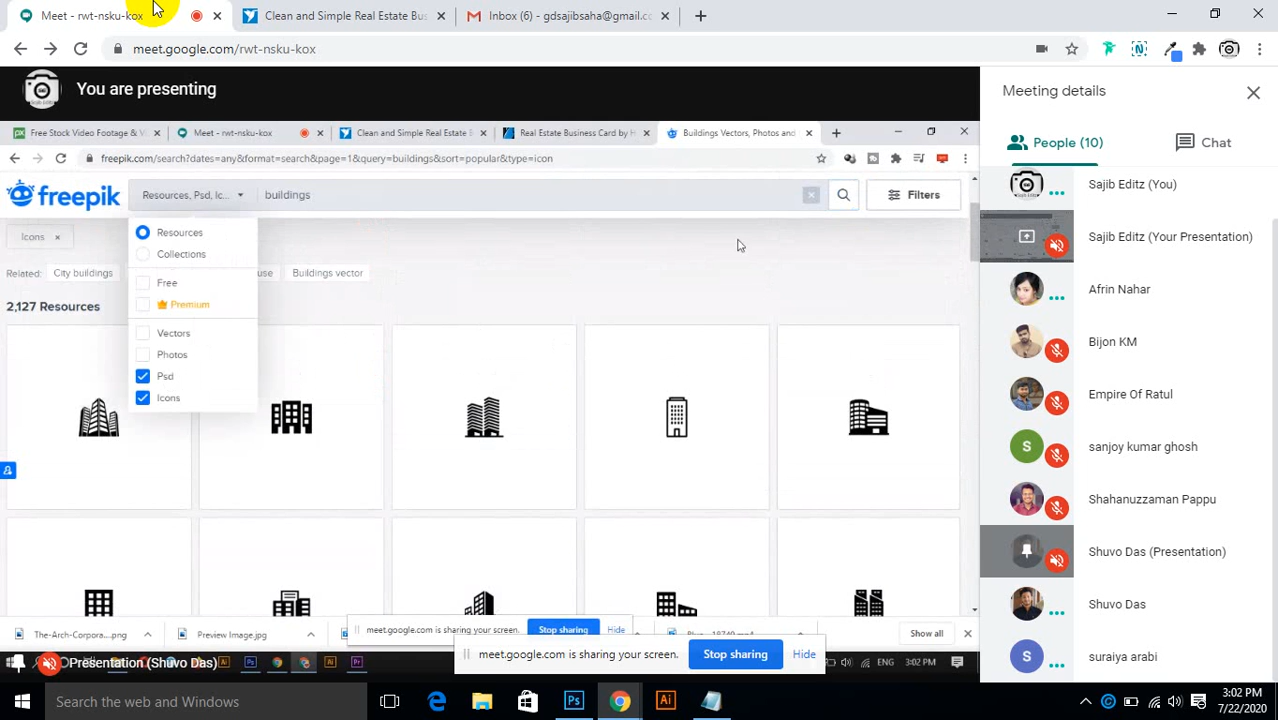 Meet - rwt-nsku-kox
Clean and Simple Real Estate Bus
Inbox (6) - gdsajibsaha@gmail.c
meet.google.com/rwt-nsku-kox
You are presenting
Meeting details
Free Stock Video Footage & V
Meet - rwt-nsku-kox
Clean and Simple Real Estate B
Real Estate Business Card by H
Buildings Vectors, Photos and
freepik.com/search?dates=any&format=search&page=1&query=buildings&sort=popular&type=icon
People (10)
Chat
freepik
Resources, Psd, Ic...
buildings
Filters
Icons ×
Resources
Collections
Related:
City buildings
use
Buildings vector
Free
Premium
2,127 Resources
Vectors
Photos
Psd
Icons
Sajib Editz (You)
Sajib Editz (Your Presentation)
Afrin Nahar
Bijon KM
Empire Of Ratul
S
sanjoy kumar ghosh
Shahanuzzaman Pappu
Shuvo Das (Presentation)
Shuvo Das
S
suraiya arabi
The-Arch-Corpora....png
Preview Image.jpg
meet.google.com is sharing your screen.
Stop sharing
Hide
Show all
Presentation (Shuvo Das)
meet.google.com is sharing your screen.
Stop sharing
Hide
ENG
3:02 PM
Type here to search the web and Windows
3:02 PM
7/22/2020